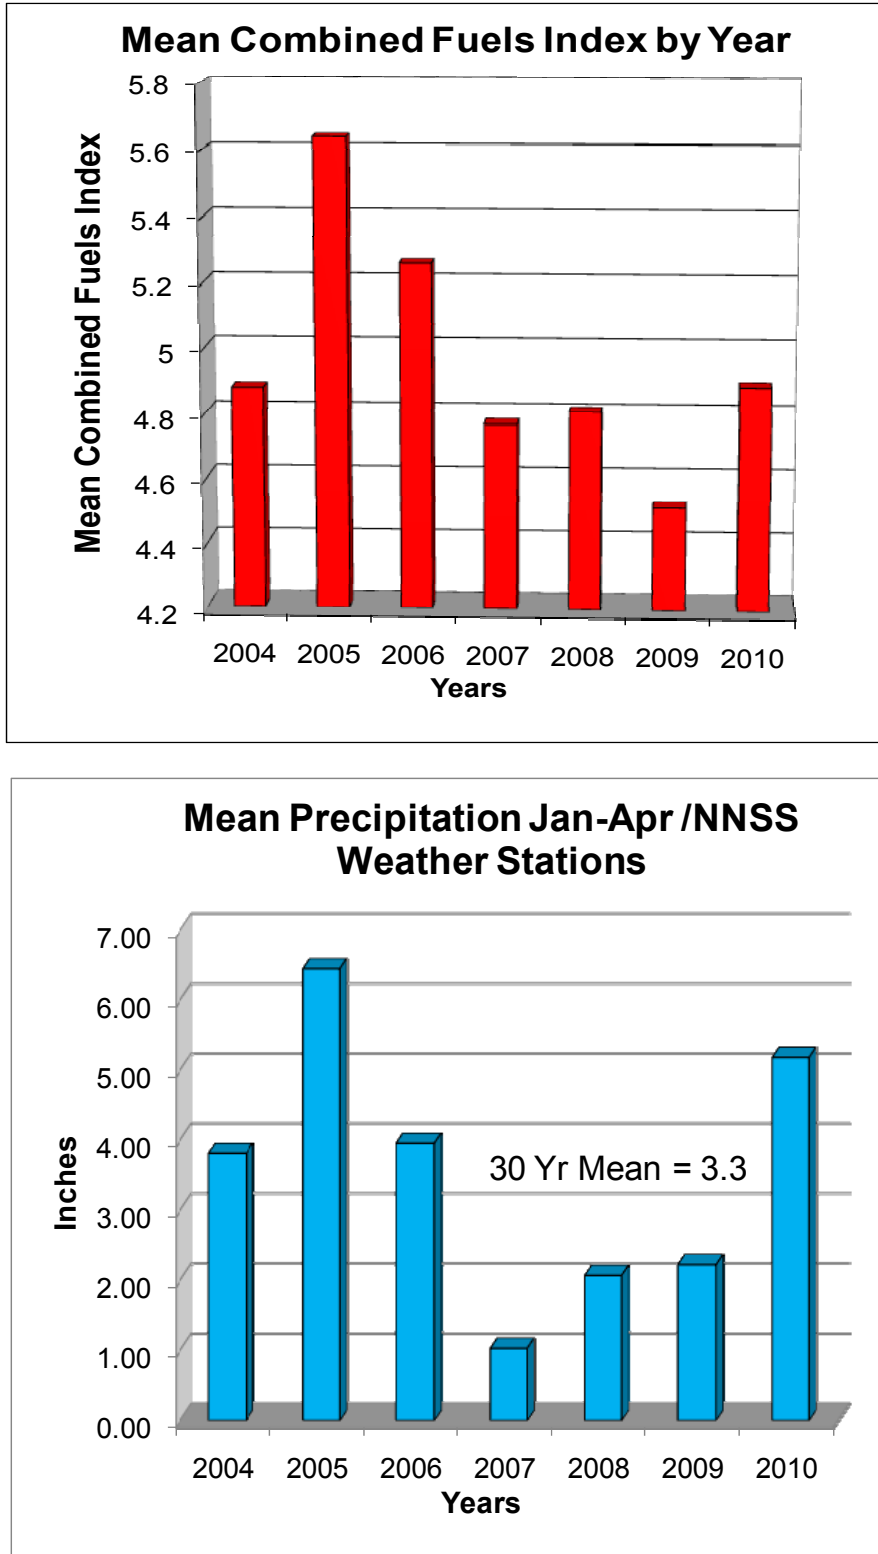 Mean Combined Fuels Index by Year
Mean Combined Fuels Index
5.8
5.6
5.4
5.2
5
4.8
4.6
4.4
4.2
2004 2005 2006 2007 2008 2009 2010
Years
Mean Precipitation Jan-Apr /NNSS
Weather Stations
Inches
7.00
6.00
5.00
4.00
3.00
2.00
1.00
0.00
30 Yr Mean = 3.3
2004 2005 2006 2007 2008 2009 2010
Years